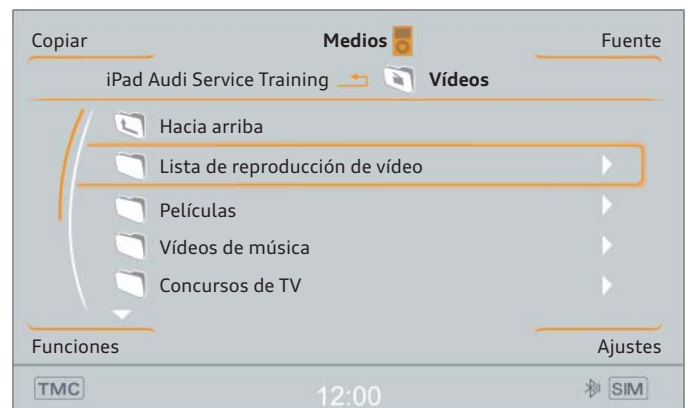 Copiar Medios Fuente
iPad Audi Service Training Vídeos
Hacia arriba
Lista de reproducción de vídeo
Películas
Vídeos de música
Concursos de TV
Funciones Ajustes
TMC 12:00 SIM